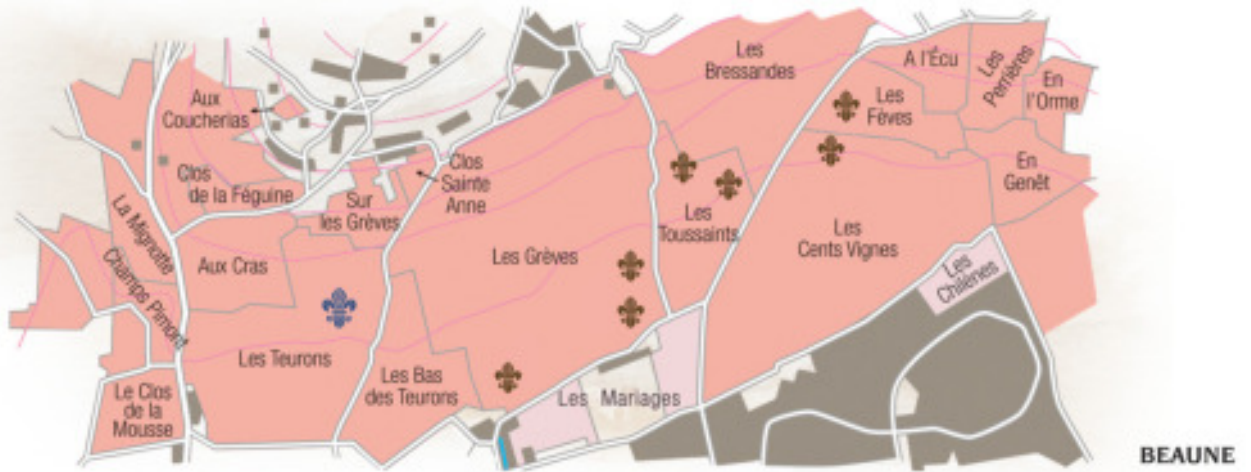 Les
Bressandes
A l'Écu
Les
Perrières
En
l'Orme
Aux
Coucherias
Les
Fèves
Clos
de la Féguine
Clos
Sainte
Anne
En
Genêt
La Mignotte
Sur
les Grèves
Les
Toussaints
Les
Cents Vignes
Champs Pimont
Aux Cras
Les Grèves
Les
Chilènes
Les Teurons
Les Bas
des Teurons
Les Mariages
Le Clos
de la
Mousse
BEAUNE